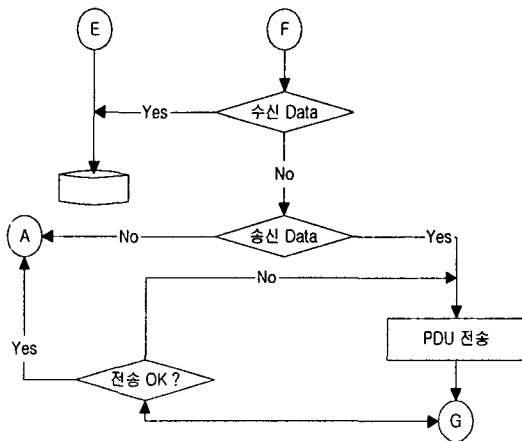 E
F
수신 Data
Yes
No
A
No
송신 Data
Yes
No
PDU 전송
Yes
전송 OK ?
G